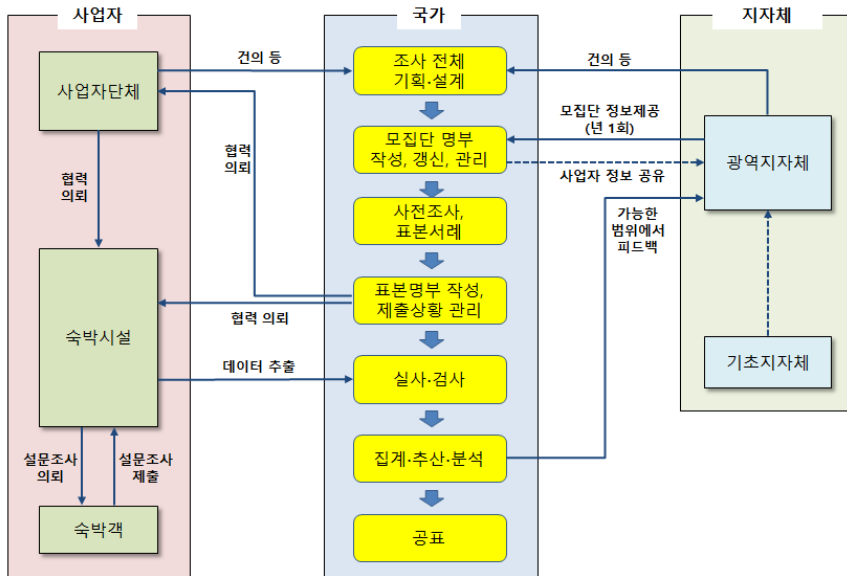 사업자
국가
지자체
사업자단체
건의 등
조사 전체
기획·설계
건의 등
모집단 정보제공
(년 1회)
모집단 명부
작성, 갱신, 관리
광역지자체
협력
의뢰
협력
의뢰
사업자 정보 공유
사전조사,
표본서례
가능한
범위에서
피드백
표본명부 작성,
제출상황 관리
숙박시설
협력 의뢰
기초지자체
데이터 추출
실사·검사
설문조사
의뢰
설문조사
제출
집계·추산·분석
숙박객
공표